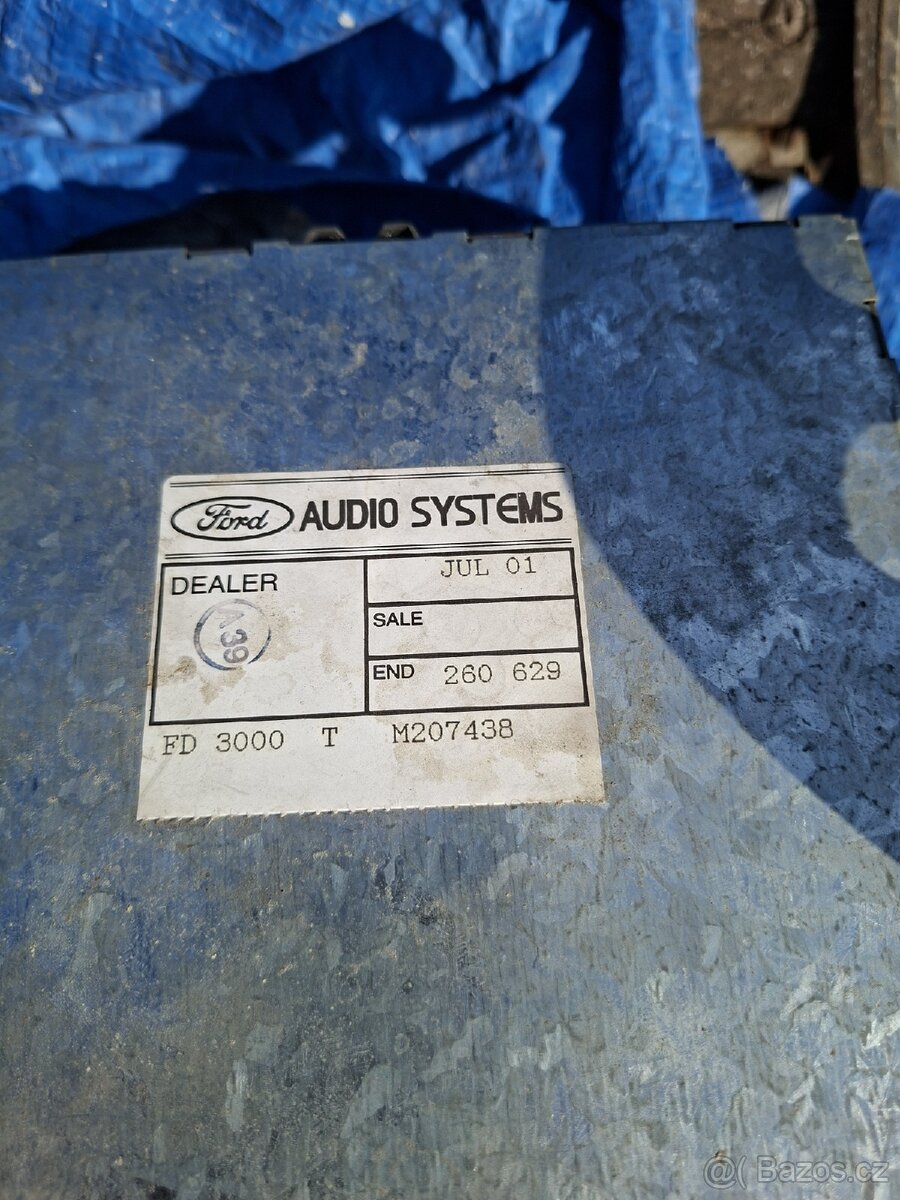 Ford AUDIO SYSTEMS
DEALER
JUL 01
A39
SALE
END 260 629
FD 3000 T M207438
@( Bazos.cz